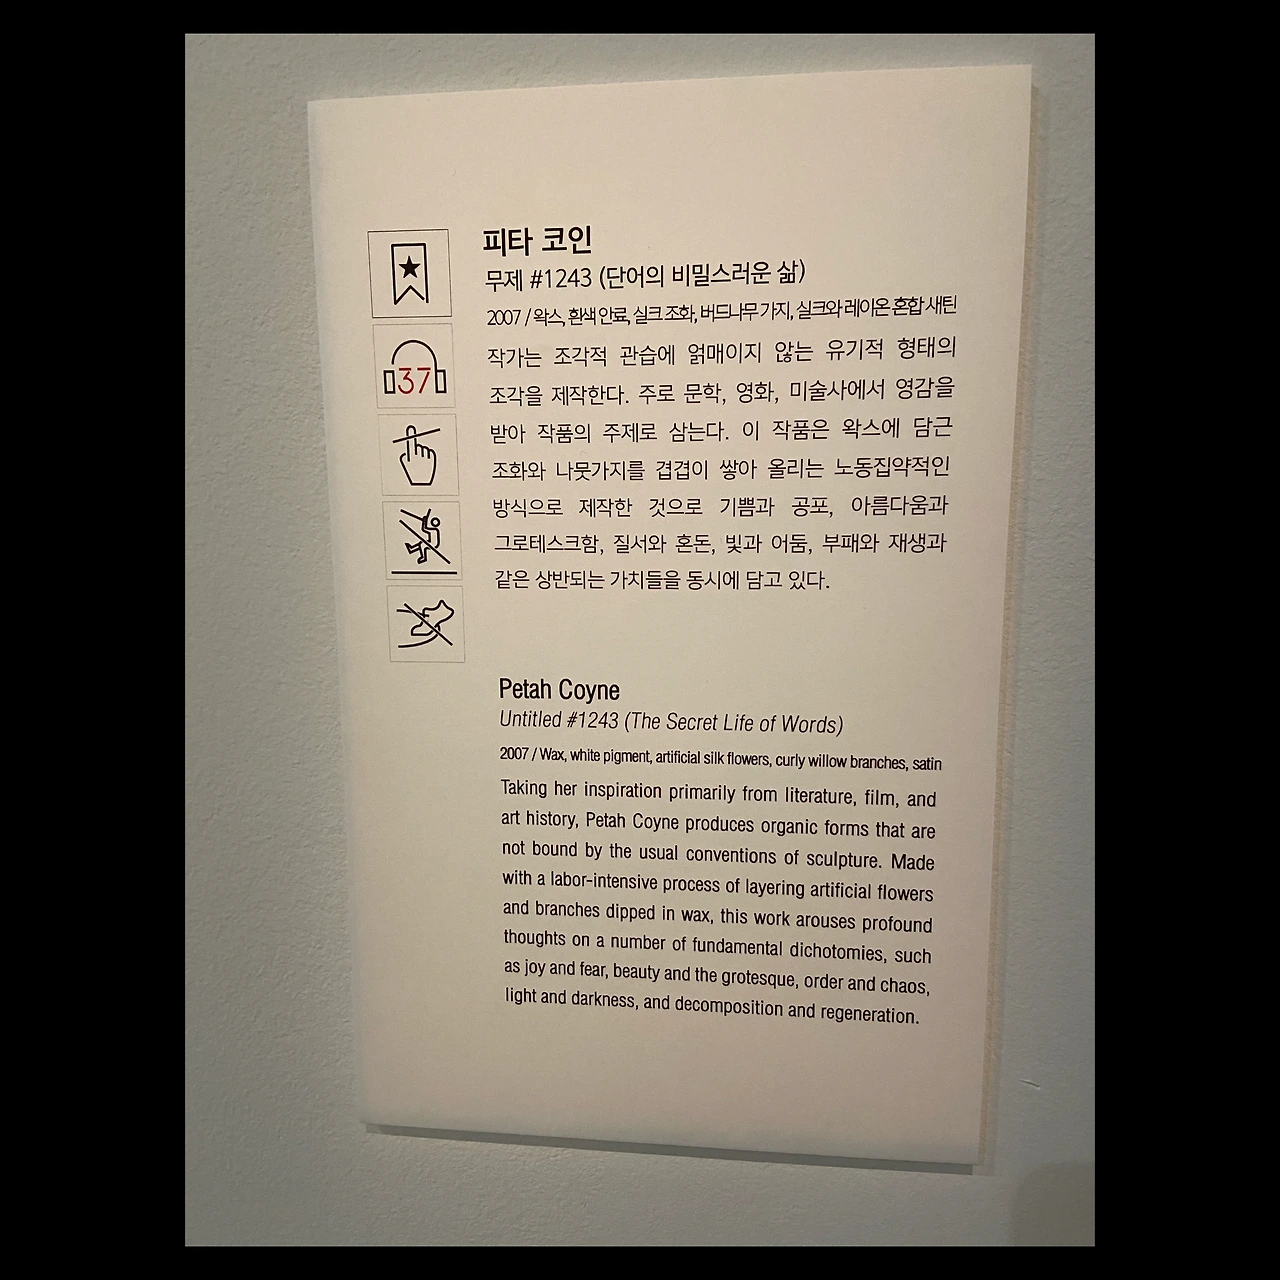 피타 코인
무제 #1243 (단어의 비밀스러운 삶)
2007 / 왁스, 흰색 안료, 실크 조화, 버드나무 가지, 실크와 레이온 혼합 새틴
37
작가는 조각적 관습에 얽매이지 않는 유기적 형태의
조각을 제작한다. 주로 문학, 영화, 미술사에서 영감을
받아 작품의 주제로 삼는다. 이 작품은 왁스에 담근
조화와 나뭇가지를 겹겹이 쌓아 올리는 노동집약적인
방식으로 제작한 것으로 기쁨과 공포, 아름다움과
그로테스크함, 질서와 혼돈, 빛과 어둠, 부패와 재생과
같은 상반되는 가치들을 동시에 담고 있다.
Petah Coyne
Untitled #1243 (The Secret Life of Words)
2007 / Wax, white pigment, artificial silk flowers, curly willow branches, satin
Taking her inspiration primarily from literature, film, and
art history, Petah Coyne produces organic forms that are
not bound by the usual conventions of sculpture. Made
with a labor-intensive process of layering artificial flowers
and branches dipped in wax, this work arouses profound
thoughts on a number of fundamental dichotomies, such
as joy and fear, beauty and the grotesque, order and chaos,
light and darkness, and decomposition and regeneration.